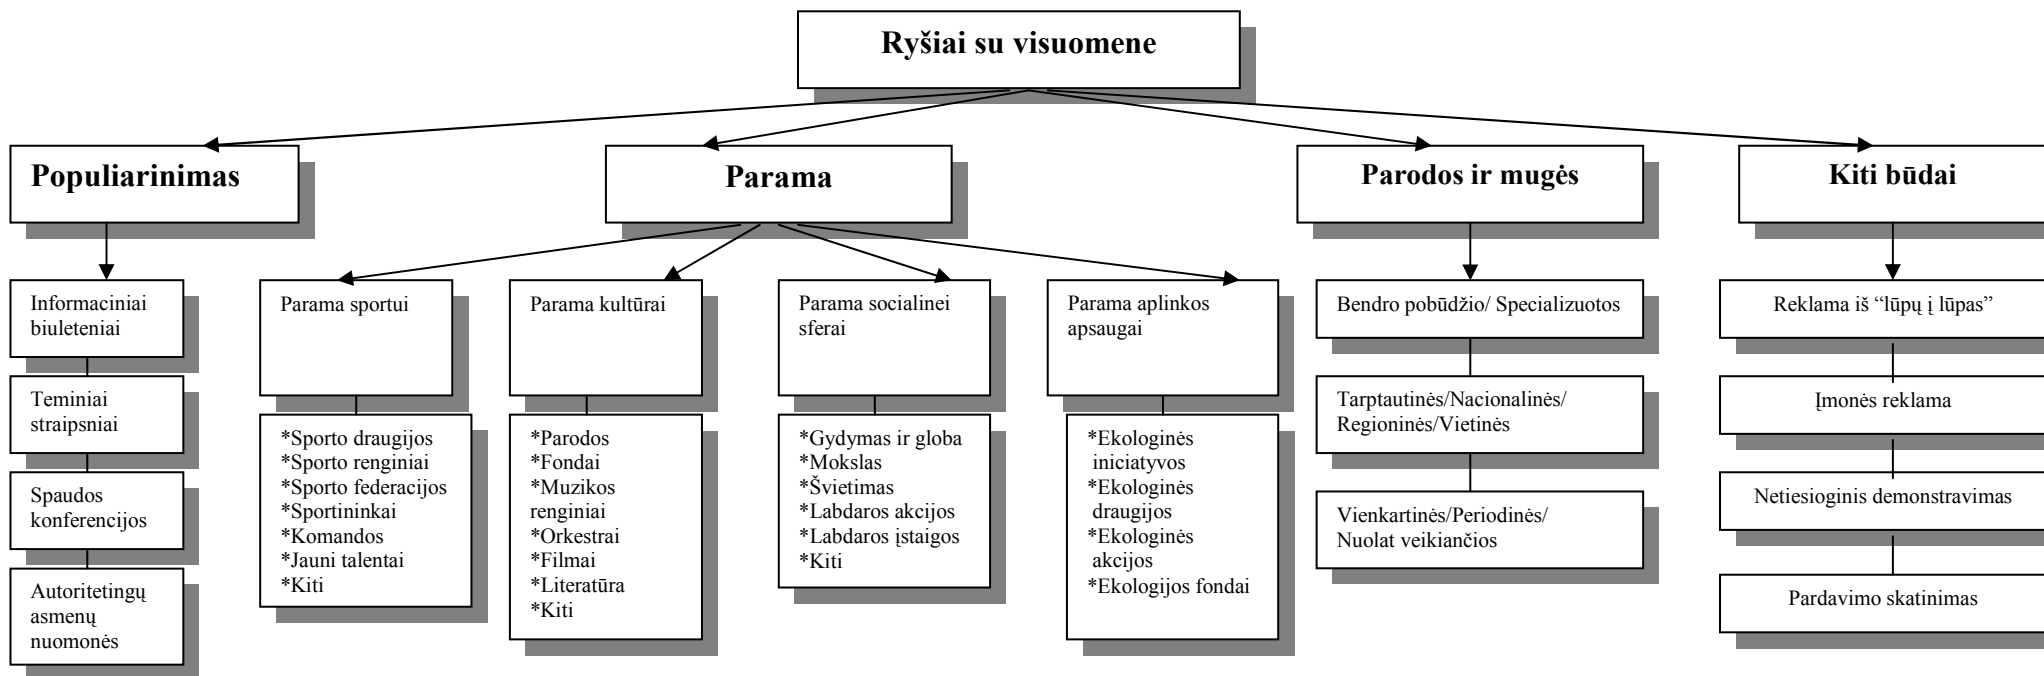 Ryšiai su visuomene
Populiarinimas
Parama
Parodos ir mugės
Kiti būdai
Informaciniai
biuleteniai
Teminiai
straipsniai
Spaudos
konferencijos
Autoritetingų
asmenų
nuomonės
Parama sportui
*Sporto draugijos
*Sporto renginiai
*Sporto federacijos
*Sportininkai
*Komandos
*Jauni talentai
*Kiti
Parama kultūrai
*Parodos
*Fondai
*Muzikos
renginiai
*Orkestrai
*Filmai
*Literatūra
*Kiti
Parama socialinei
sferai
*Gydymas ir globa
*Mokslas
*Švietimas
*Labdaros akcijos
*Labdaros įstaigos
*Kiti
Parama aplinkos
apsaugai
*Ekologinės
iniciatyvos
*Ekologinės
draugijos
*Ekologinės
akcijos
*Ekologijos fondai
Bendro pobūdžio/ Specializuotos
Tarptautinės/Nacionalinės/
Regioninės/Vietinės
Vienkartinės/Periodinės/
Nuolat veikiančios
Reklama iš “lūpų į lūpas”
Įmonės reklama
Netiesioginis demonstravimas
Pardavimo skatinimas